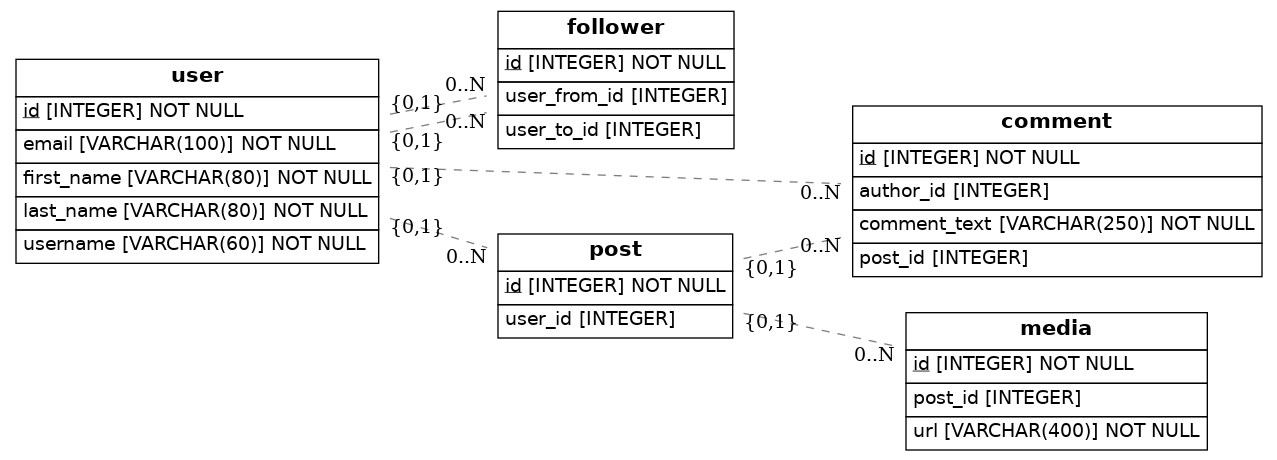 user
id [INTEGER] NOT NULL
email [VARCHAR(100)] NOT NULL
first_name [VARCHAR(80)] NOT NULL
last_name [VARCHAR(80)] NOT NULL
username [VARCHAR(60)] NOT NULL
{0,1}
0..N
{0,1}
0..N
{0,1}
0..N
{0,1}
0..N
follower
id [INTEGER] NOT NULL
user_from_id [INTEGER]
user_to_id [INTEGER]
post
id [INTEGER] NOT NULL
user_id [INTEGER]
{0,1}
0..N
{0,1}
0..N
comment
id [INTEGER] NOT NULL
author_id [INTEGER]
comment_text [VARCHAR(250)] NOT NULL
post_id [INTEGER]
media
id [INTEGER] NOT NULL
post_id [INTEGER]
url [VARCHAR(400)] NOT NULL